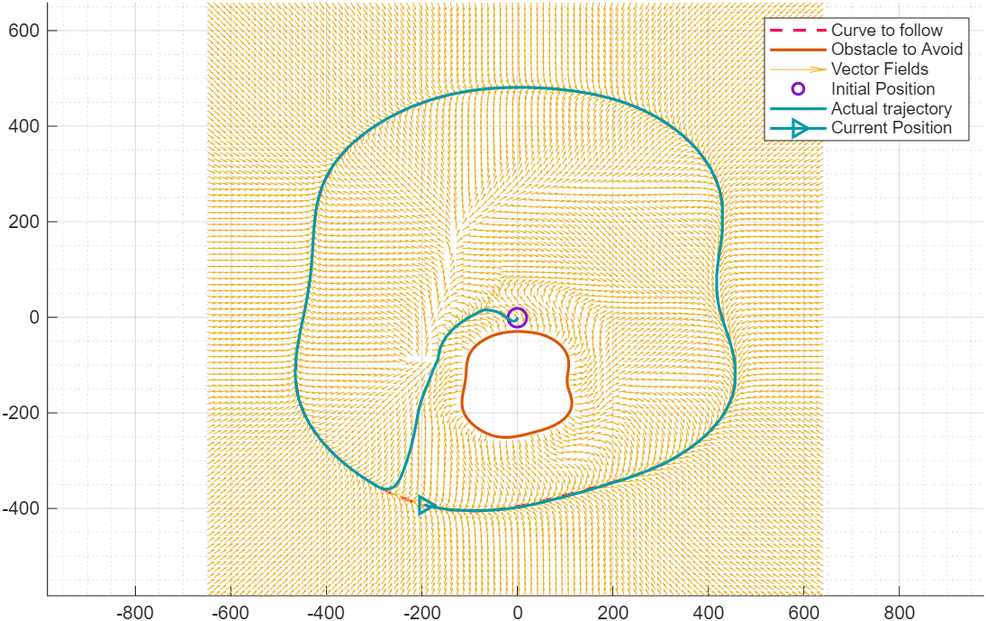 600
400
200
0
-200
-400
-800
-600
-400
-200
0
200
400
600
800
Curve to follow
Obstacle to Avoid
Vector Fields
Initial Position
Actual trajectory
Current Position